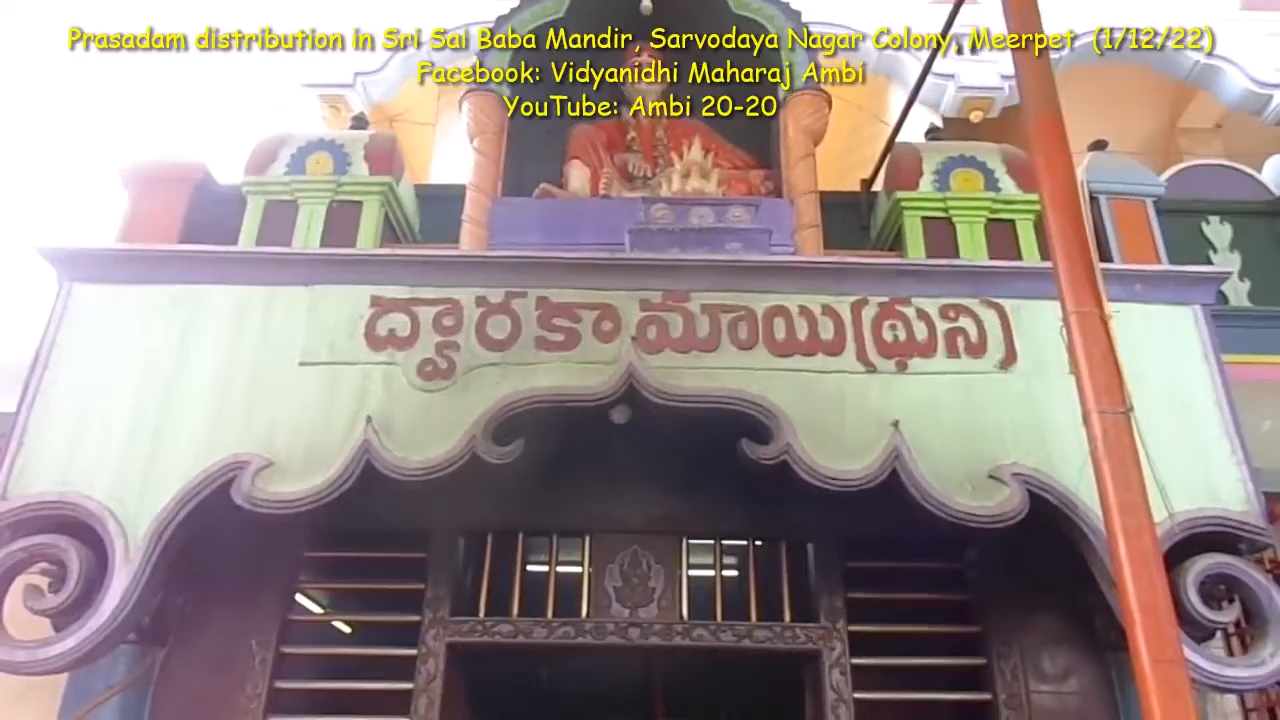 Prasadam distribution in Sri Sai Baba Mandir, Sarvodaya Nagar Colony, Meerpet (1/12/22)
Facebook: Vidyanidhi Maharaj Ambi
YouTube: Ambi 20-20
ద్వారకామాయి(థుని)